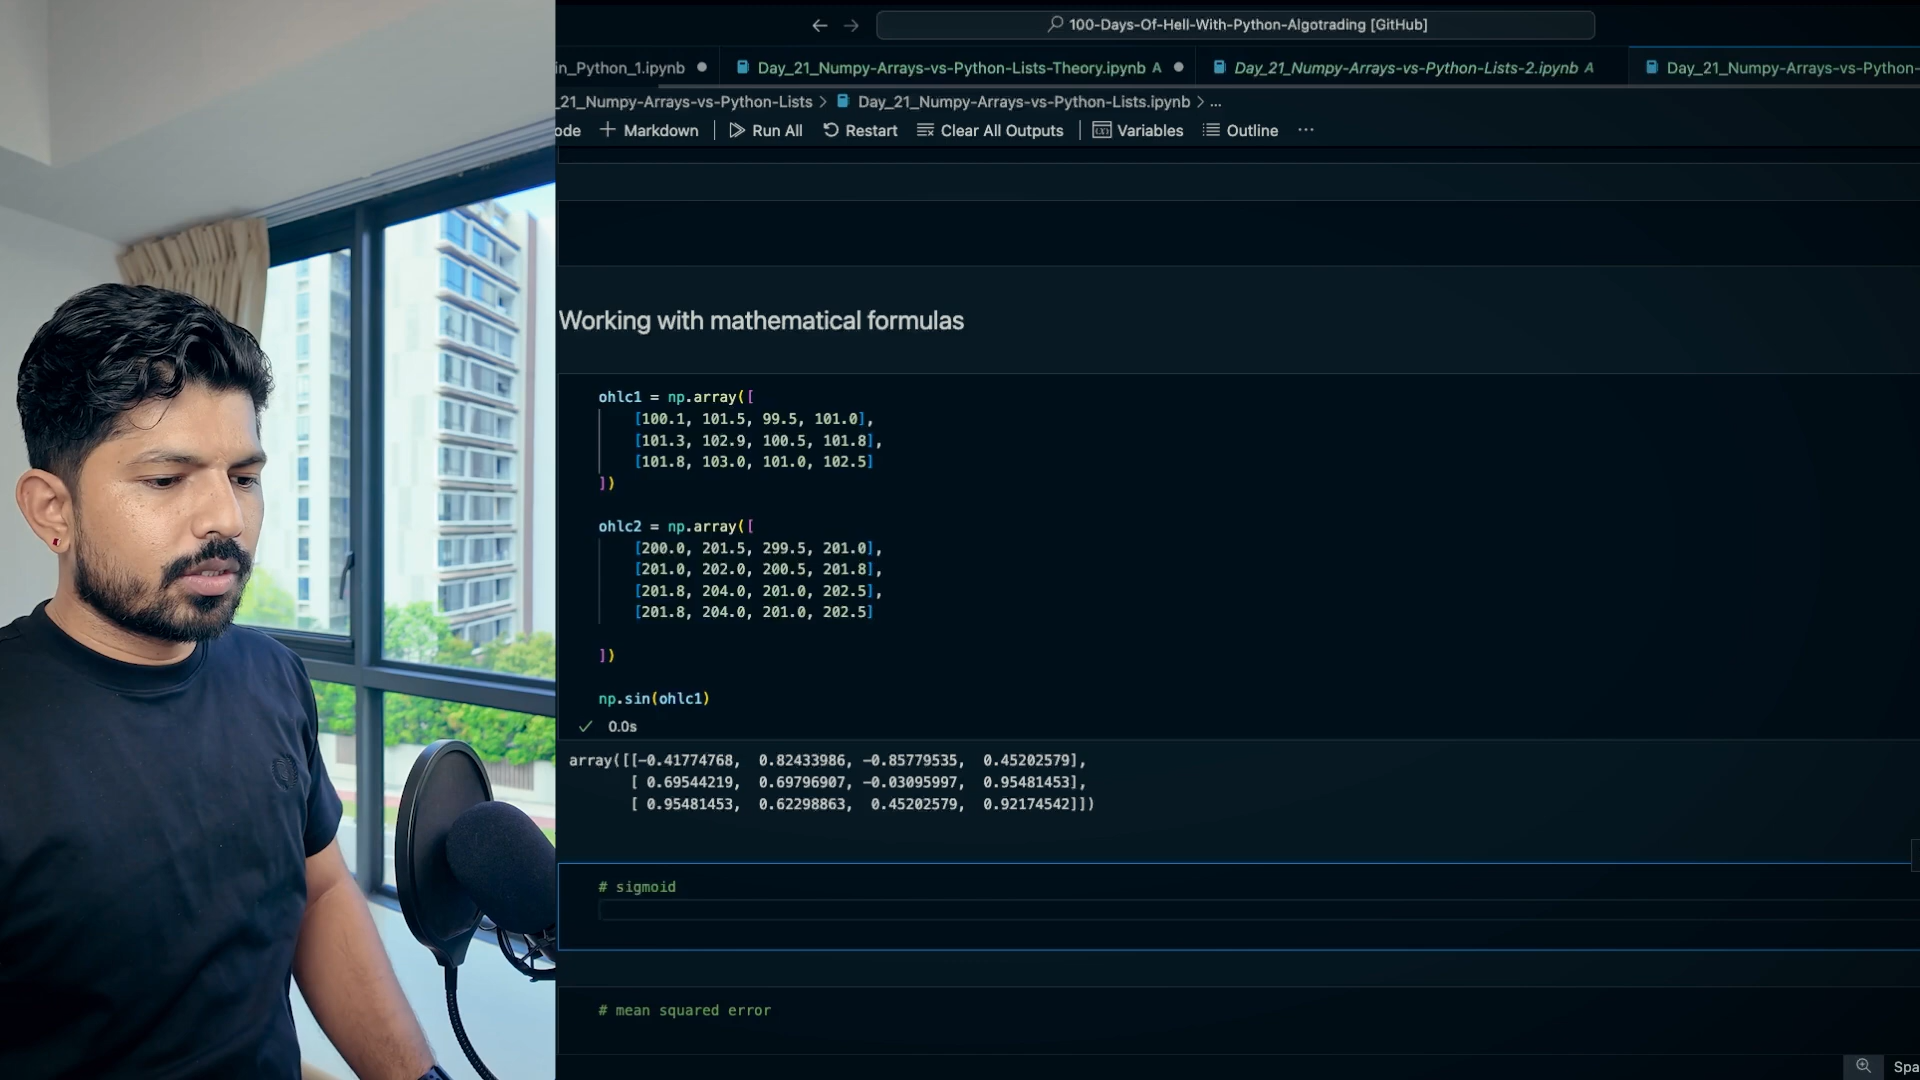 100-Days-Of-Hell-With-Python-Algotrading [GitHub]
in_Python_1.ipynb
Day_21_Numpy-Arrays-vs-Python-Lists-Theory.ipynb A
Day_21_Numpy-Arrays-vs-Python-Lists-2.ipynb A
Day_21_Numpy-Arrays-vs-Python-
_21_Numpy-Arrays-vs-Python-Lists > Day_21_Numpy-Arrays-vs-Python-Lists.ipynb > ...
ode + Markdown Run All Restart Clear All Outputs Variables Outline ...
Working with mathematical formulas
ohlc1 = np.array([
[100.1, 101.5, 99.5, 101.0],
[101.3, 102.9, 100.5, 101.8],
[101.8, 103.0, 101.0, 102.5]
])
ohlc2 = np.array([
[200.0, 201.5, 299.5, 201.0],
[201.0, 202.0, 200.5, 201.8],
[201.8, 204.0, 201.0, 202.5],
[201.8, 204.0, 201.0, 202.5]
])
np.sin(ohlc1)
0.0s
array([[-0.41774768, 0.82433986, -0.85779535, 0.45202579],
[ 0.69544219, 0.69796907, -0.03095997, 0.95481453],
[ 0.95481453, 0.62298863, 0.45202579, 0.92174542]])
# sigmoid
# mean squared error
Spa